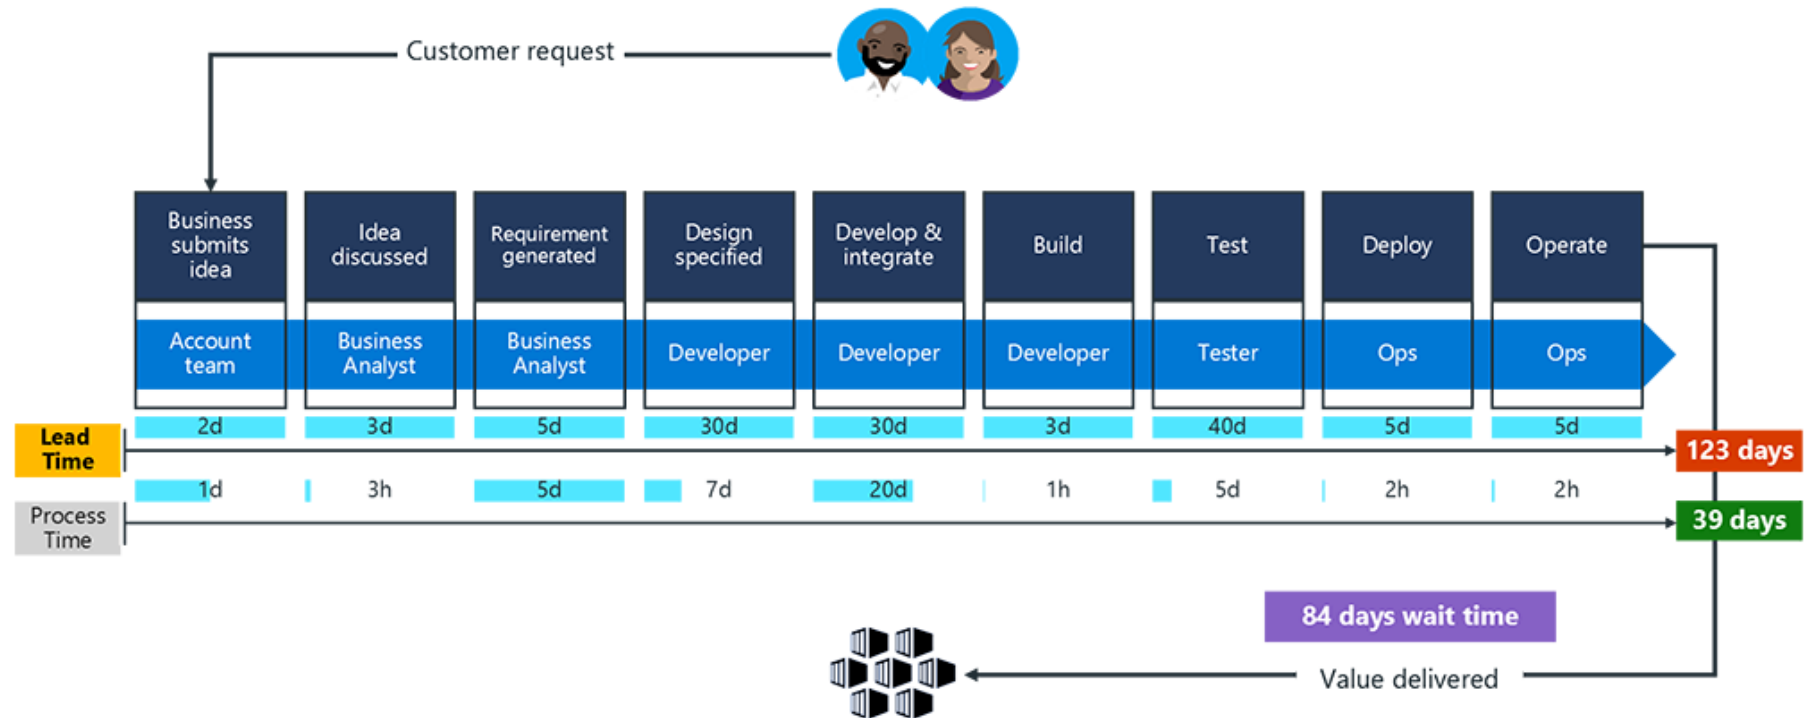 Customer request
Business
submits
idea
Idea
discussed
Requirement
generated
Design
specified
Develop &
integrate
Build
Test
Deploy
Operate
Account
team
Business
Analyst
Business
Analyst
Developer
Developer
Developer
Tester
Ops
Ops
Lead
Time
2d
3d
5d
30d
30d
3d
40d
5d
5d
123 days
Process
Time
1d
3h
5d
7d
20d
1h
5d
2h
2h
39 days
84 days wait time
Value delivered